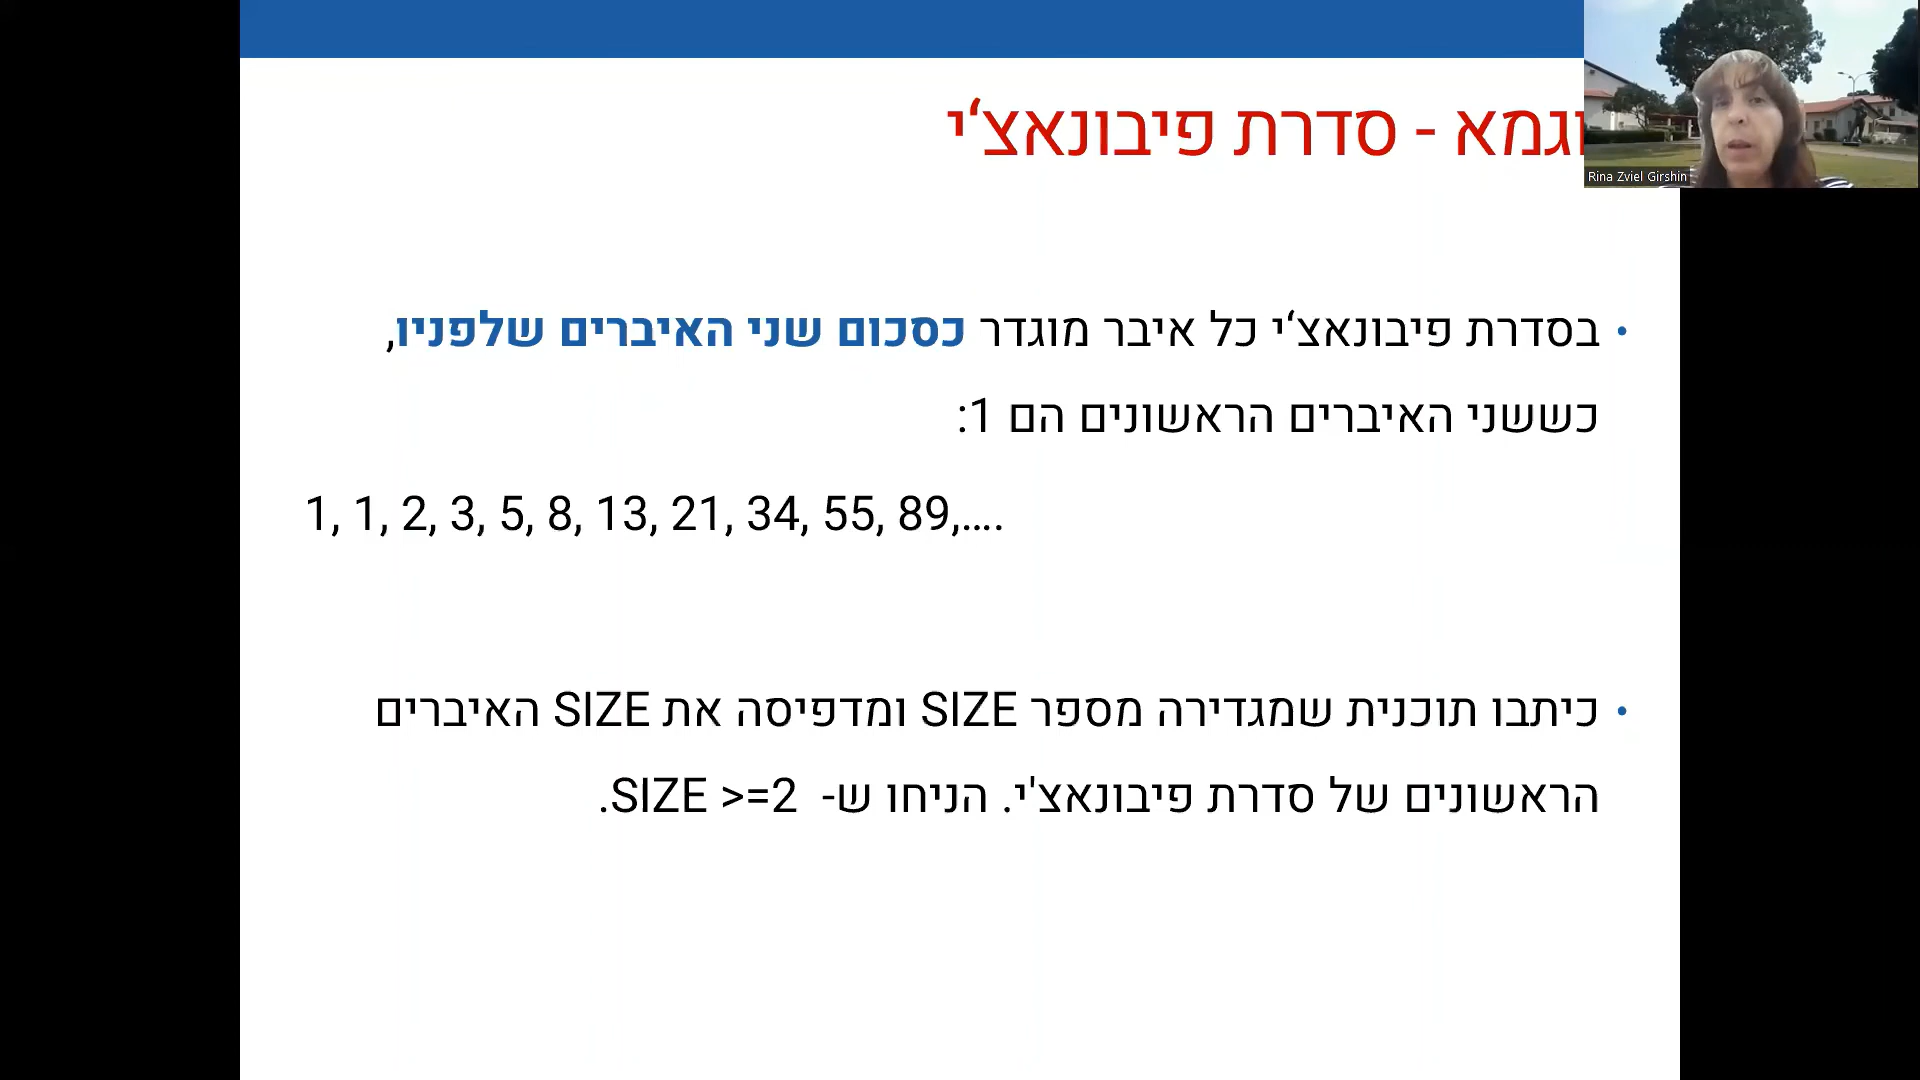 וגמא - סדרת פיבונאצ‘י
Rina Zviel Girshin
• בסדרת פיבונאצ‘י כל איבר מוגדר כסכום שני האיברים שלפניו,
כששני האיברים הראשונים הם 1:
1, 1, 2, 3, 5, 8, 13, 21, 34, 55, 89,....
• כיתבו תוכנית שמגדירה מספר SIZE ומדפיסה את SIZE האיברים
הראשונים של סדרת פיבונאצ'י. הניחו ש- SIZE >=2.